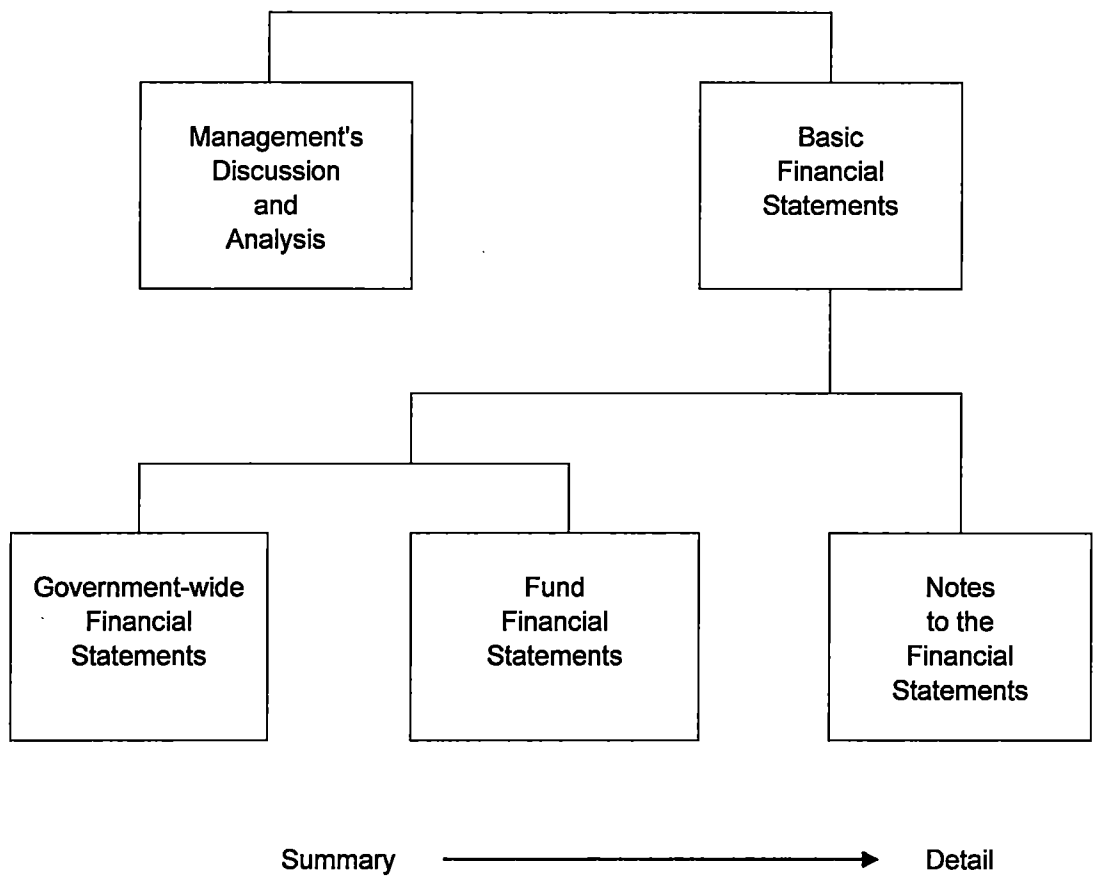 Management's
Discussion
and
Analysis
Basic
Financial
Statements
Government-wide
Financial
Statements
Fund
Financial
Statements
Notes
to the
Financial
Statements
Summary
Detail